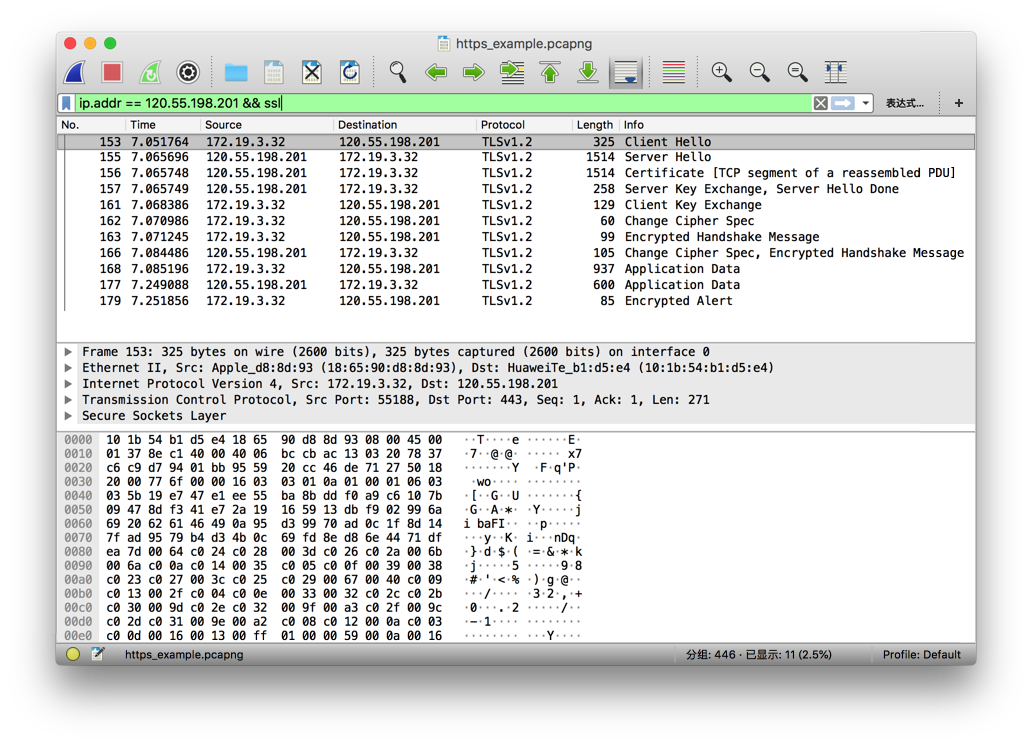 https_example.pcapng
ip.addr == 120.55.198.201 && ssl 表达式… +
No. Time Source Destination Protocol Length Info
153 7.051764 172.19.3.32 120.55.198.201 TLSv1.2 325 Client Hello
155 7.065696 120.55.198.201 172.19.3.32 TLSv1.2 1514 Server Hello
156 7.065748 120.55.198.201 172.19.3.32 TLSv1.2 1514 Certificate [TCP segment of a reassembled PDU]
157 7.065749 120.55.198.201 172.19.3.32 TLSv1.2 258 Server Key Exchange, Server Hello Done
161 7.068386 172.19.3.32 120.55.198.201 TLSv1.2 129 Client Key Exchange
162 7.070986 172.19.3.32 120.55.198.201 TLSv1.2 60 Change Cipher Spec
163 7.071245 172.19.3.32 120.55.198.201 TLSv1.2 99 Encrypted Handshake Message
166 7.084486 120.55.198.201 172.19.3.32 TLSv1.2 105 Change Cipher Spec, Encrypted Handshake Message
168 7.085196 172.19.3.32 120.55.198.201 TLSv1.2 937 Application Data
177 7.249088 120.55.198.201 172.19.3.32 TLSv1.2 600 Application Data
179 7.251856 172.19.3.32 120.55.198.201 TLSv1.2 85 Encrypted Alert
Frame 153: 325 bytes on wire (2600 bits), 325 bytes captured (2600 bits) on interface 0
Ethernet II, Src: Apple_d8:8d:93 (18:65:90:d8:8d:93), Dst: HuaweiTe_b1:d5:e4 (10:1b:54:b1:d5:e4)
Internet Protocol Version 4, Src: 172.19.3.32, Dst: 120.55.198.201
Transmission Control Protocol, Src Port: 55188, Dst Port: 443, Seq: 1, Ack: 1, Len: 271
Secure Sockets Layer
0000 10 1b 54 b1 d5 e4 18 65 90 d8 8d 93 08 00 45 00 ··T····e ······E·
0010 01 37 8e c1 40 00 40 06 bc cb ac 13 03 20 78 37 ·7··@·@· ····· x7
0020 c6 c9 d7 94 01 bb 95 59 20 cc 46 de 71 27 50 18 ·······Y ·F·q'P·
0030 20 00 77 6f 00 00 16 03 03 01 0a 01 00 01 06 03 ·wo····· ········
0040 03 5b 19 e7 47 e1 ee 55 ba 8b dd f0 a9 c6 10 7b ·[··G··U ·······{
0050 09 47 8d f3 41 e7 2a 19 16 59 13 db f9 02 99 6a ·G··A·*· ·Y·····j
0060 69 20 62 61 46 49 0a 95 d3 99 70 ad 0c 1f 8d 14 i baFI·· ··p·····
0070 7f ad 95 79 b4 d3 4b 0c 69 fd 8e d8 6e 44 71 df ···y··K· i···nDq·
0080 ea 7d 00 64 c0 24 c0 28 00 3d c0 26 c0 2a 00 6b ·}·d·$·( ·=·&·*·k
0090 00 6a c0 0a c0 14 00 35 c0 05 c0 0f 00 39 00 38 ·j·····5 ·····9·8
00a0 c0 23 c0 27 00 3c c0 25 c0 29 00 67 00 40 c0 09 ·#·'·<·% ·)·g·@··
00b0 c0 13 00 2f c0 04 c0 0e 00 33 00 32 c0 2c c0 2b ···/···· ·3·2·,·+
00c0 c0 30 00 9d c0 2e c0 32 00 9f 00 a3 c0 2f 00 9c ·0···.·2 ·····/··
00d0 c0 2d c0 31 00 9e 00 a2 c0 08 c0 12 00 0a c0 03 ·-·1···· ········
00e0 c0 0d 00 16 00 13 00 ff 01 00 00 59 00 0a 00 16 ········ ···Y····
https_example.pcapng 分组: 446 · 已显示: 11 (2.5%) Profile: Default